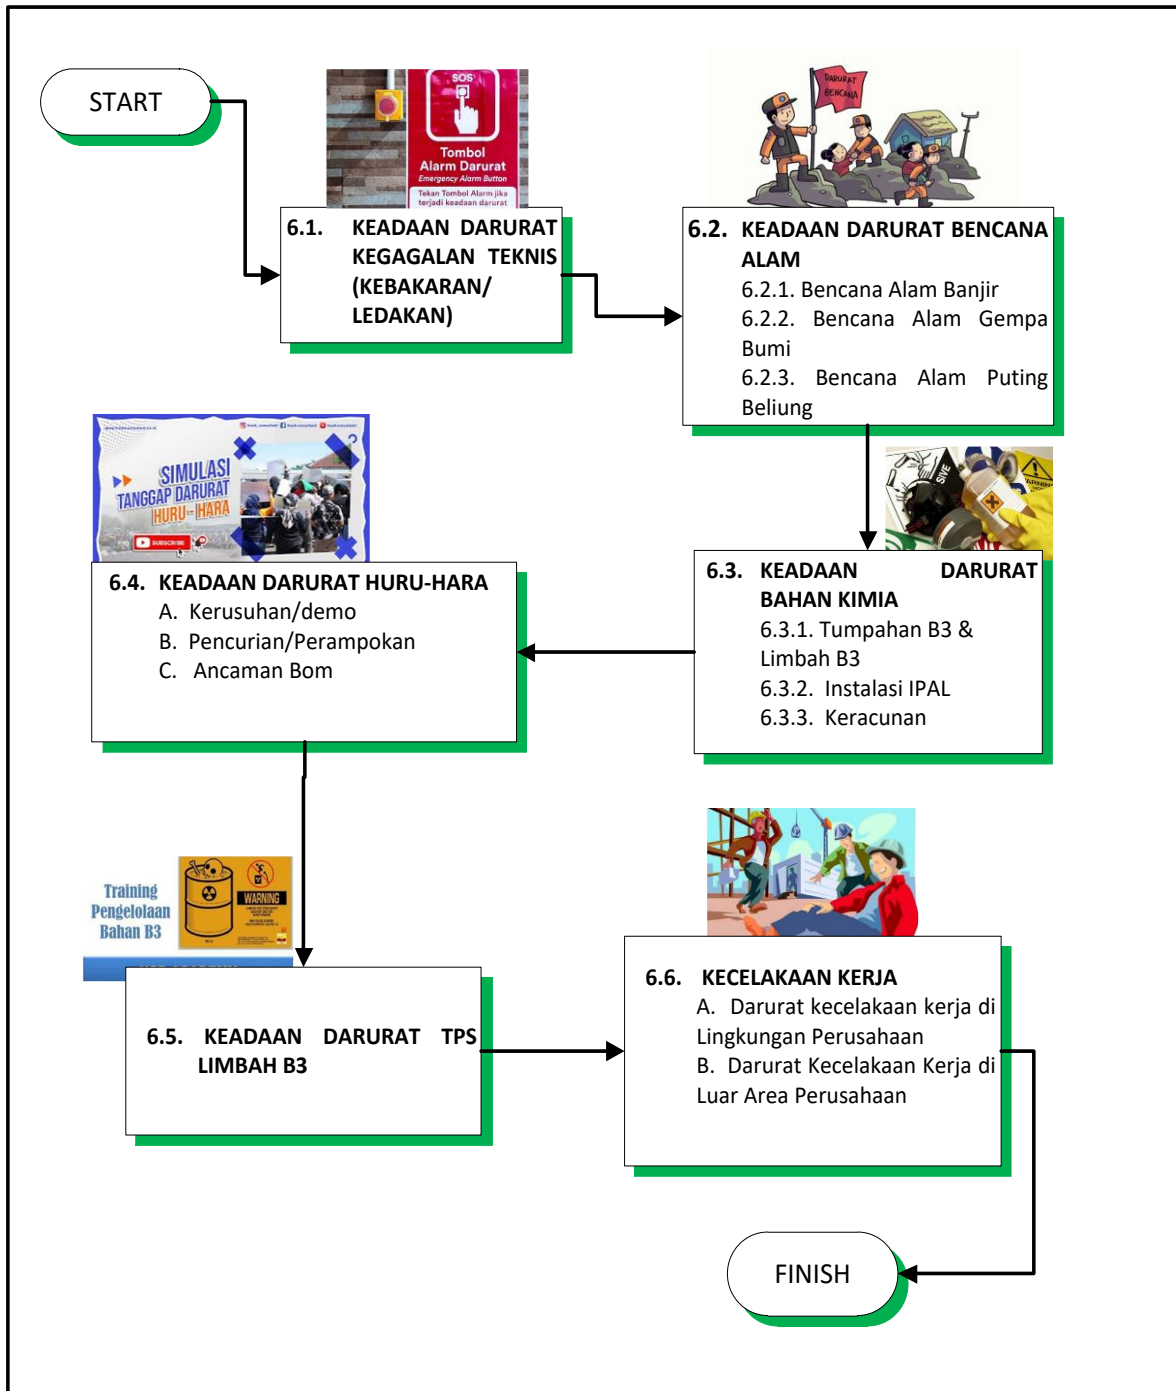 START
SOS
Tombol
Alarm Darurat
Emergency Alarm Button
Tekan Tombol Alarm jika
terjadi keadaan darurat
DARURAT
BENCANA
6.1. KEADAAN DARURAT
KEGAGALAN TEKNIS
(KEBAKARAN/
LEDAKAN)
6.2. KEADAAN DARURAT BENCANA
ALAM
6.2.1. Bencana Alam Banjir
6.2.2. Bencana Alam Gempa
Bumi
6.2.3. Bencana Alam Puting
Beliung
SIMULASI
TANGGAP DARURAT
HURU - HARA
SUBSCRIBE
SIVE
6.3. KEADAAN DARURAT
BAHAN KIMIA
6.3.1. Tumpahan B3 &
Limbah B3
6.3.2. Instalasi IPAL
6.3.3. Keracunan
6.4. KEADAAN DARURAT HURU-HARA
A. Kerusuhan/demo
B. Pencurian/Perampokan
C. Ancaman Bom
Training
Pengelolaan
Bahan B3
WARNING
6.5. KEADAAN DARURAT TPS
LIMBAH B3
6.6. KECELAKAAN KERJA
A. Darurat kecelakaan kerja di
Lingkungan Perusahaan
B. Darurat Kecelakaan Kerja di
Luar Area Perusahaan
FINISH